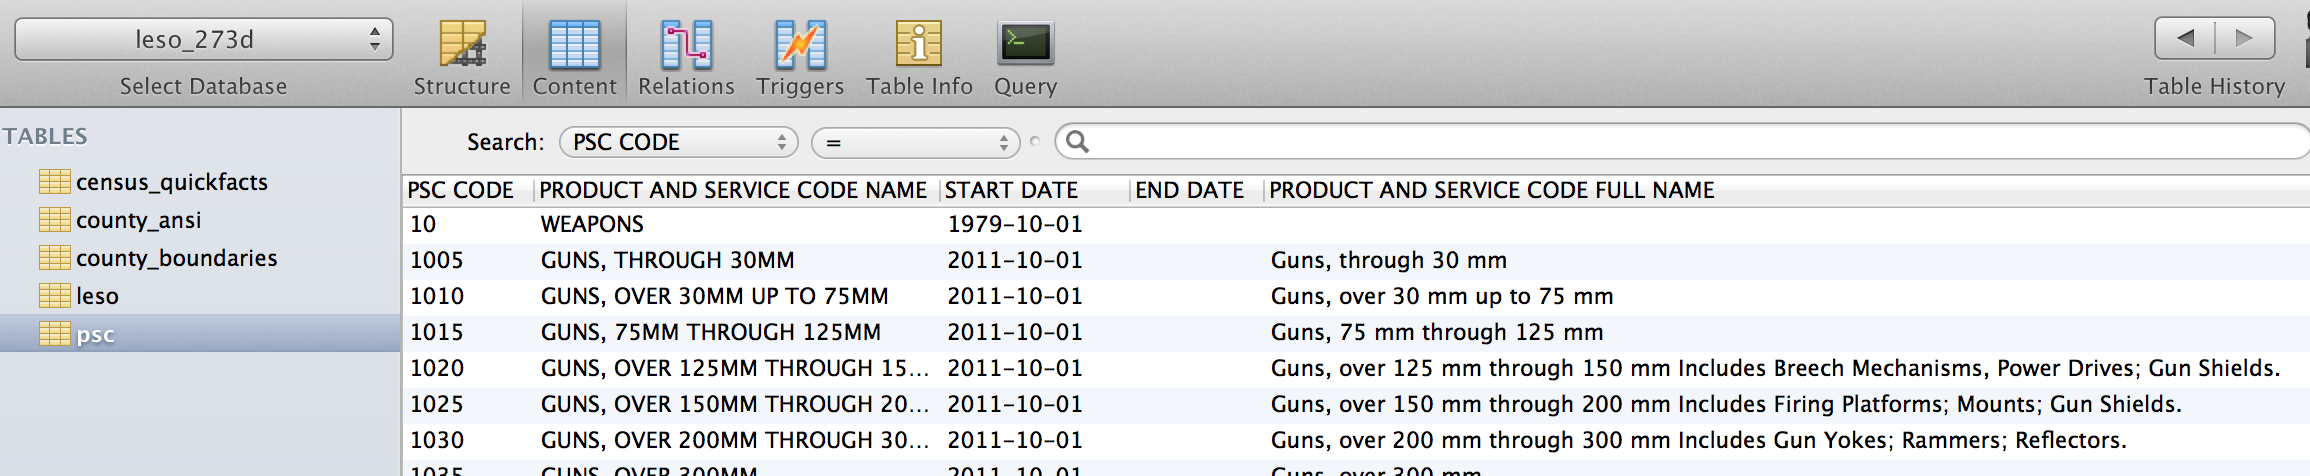 leso_273d
Select Database
Structure
Content
Relations
Triggers
Table Info
Query
Table History
TABLES
census_quickfacts
county_ansi
county_boundaries
leso
psc
Search: PSC CODE =
PSC CODE PRODUCT AND SERVICE CODE NAME START DATE END DATE PRODUCT AND SERVICE CODE FULL NAME
10 WEAPONS 1979-10-01
1005 GUNS, THROUGH 30MM 2011-10-01 Guns, through 30 mm
1010 GUNS, OVER 30MM UP TO 75MM 2011-10-01 Guns, over 30 mm up to 75 mm
1015 GUNS, 75MM THROUGH 125MM 2011-10-01 Guns, 75 mm through 125 mm
1020 GUNS, OVER 125MM THROUGH 15... 2011-10-01 Guns, over 125 mm through 150 mm Includes Breech Mechanisms, Power Drives; Gun Shields.
1025 GUNS, OVER 150MM THROUGH 20... 2011-10-01 Guns, over 150 mm through 200 mm Includes Firing Platforms; Mounts; Gun Shields.
1030 GUNS, OVER 200MM THROUGH 30... 2011-10-01 Guns, over 200 mm through 300 mm Includes Gun Yokes; Rammers; Reflectors.
1035 GUNS, OVER 300MM 2011-10-01 Guns, over 300 mm